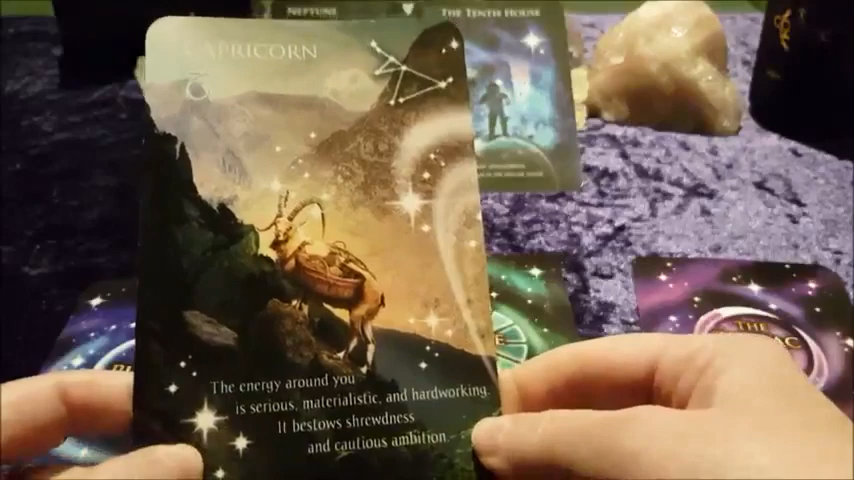 NEPTUNE
THE TENTH HOUSE
CAPRICORN
The energy around you
is serious, materialistic, and hardworking.
It bestows shrewdness
and cautious ambition.
THE